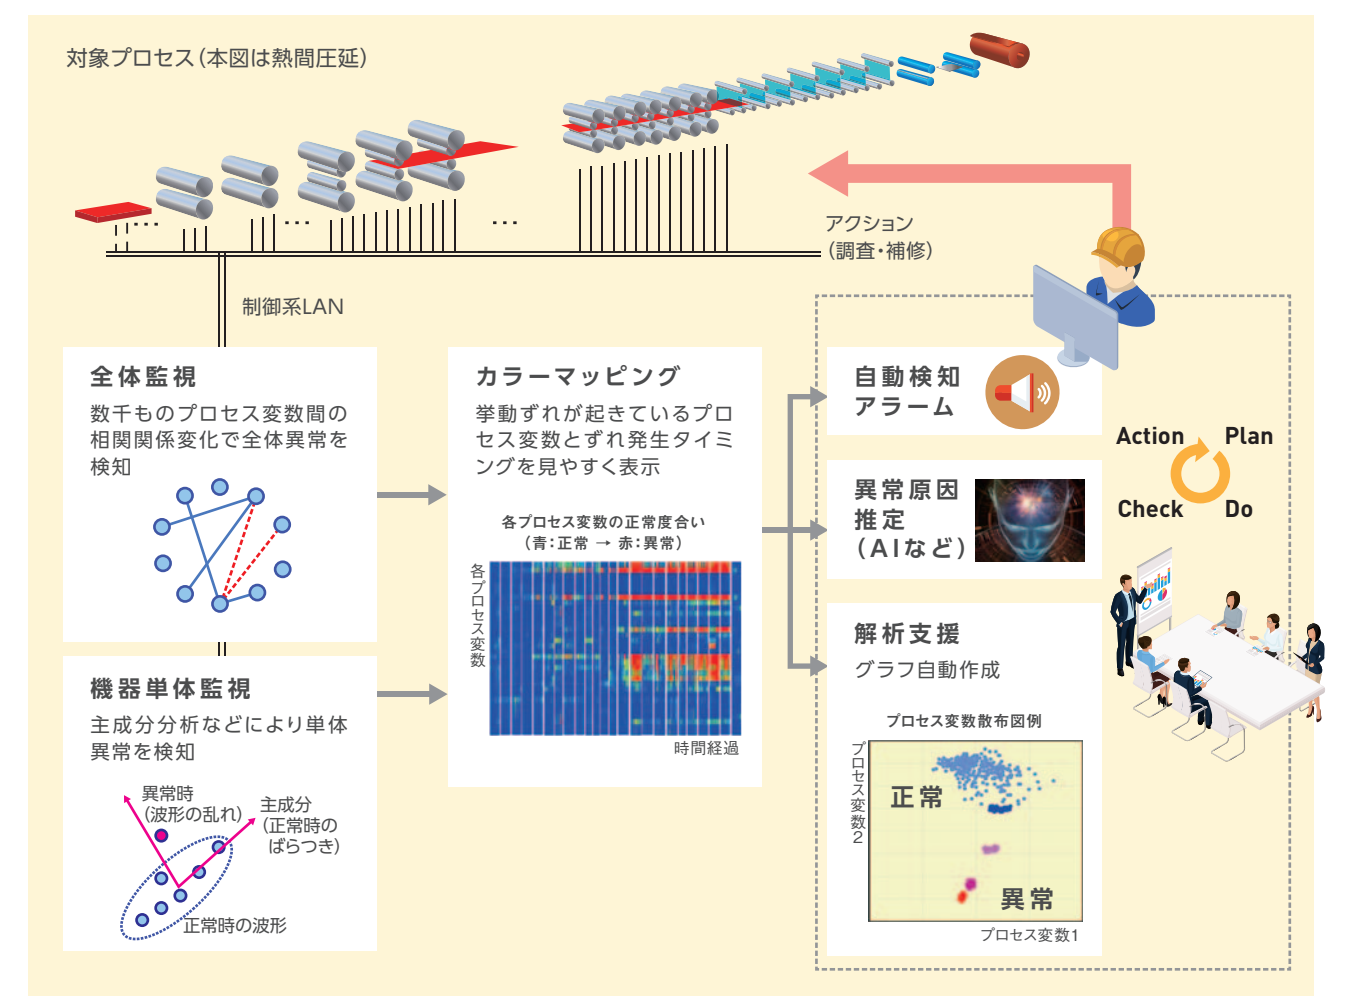 対象プロセス（本図は熱間圧延）
アクション
（調査・補修）
制御系LAN
全体監視
数千ものプロセス変数間の
相関関係変化で全体異常を
検知
機器単体監視
主成分分析などにより単体
異常を検知
異常時
（波形の乱れ）
主成分
（正常時の
ばらつき）
正常時の波形
カラーマッピング
挙動ずれが起きているプロ
セス変数とずれ発生タイミ
ングを見やすく表示
各プロセス変数の正常度合い
（青：正常 → 赤：異常）
各プロセス変数
時間経過
自動検知
アラーム
異常原因
推定
（AIなど）
解析支援
グラフ自動作成
プロセス変数散布図例
プロセス変数2
正常
異常
プロセス変数1
Action Plan
Check Do